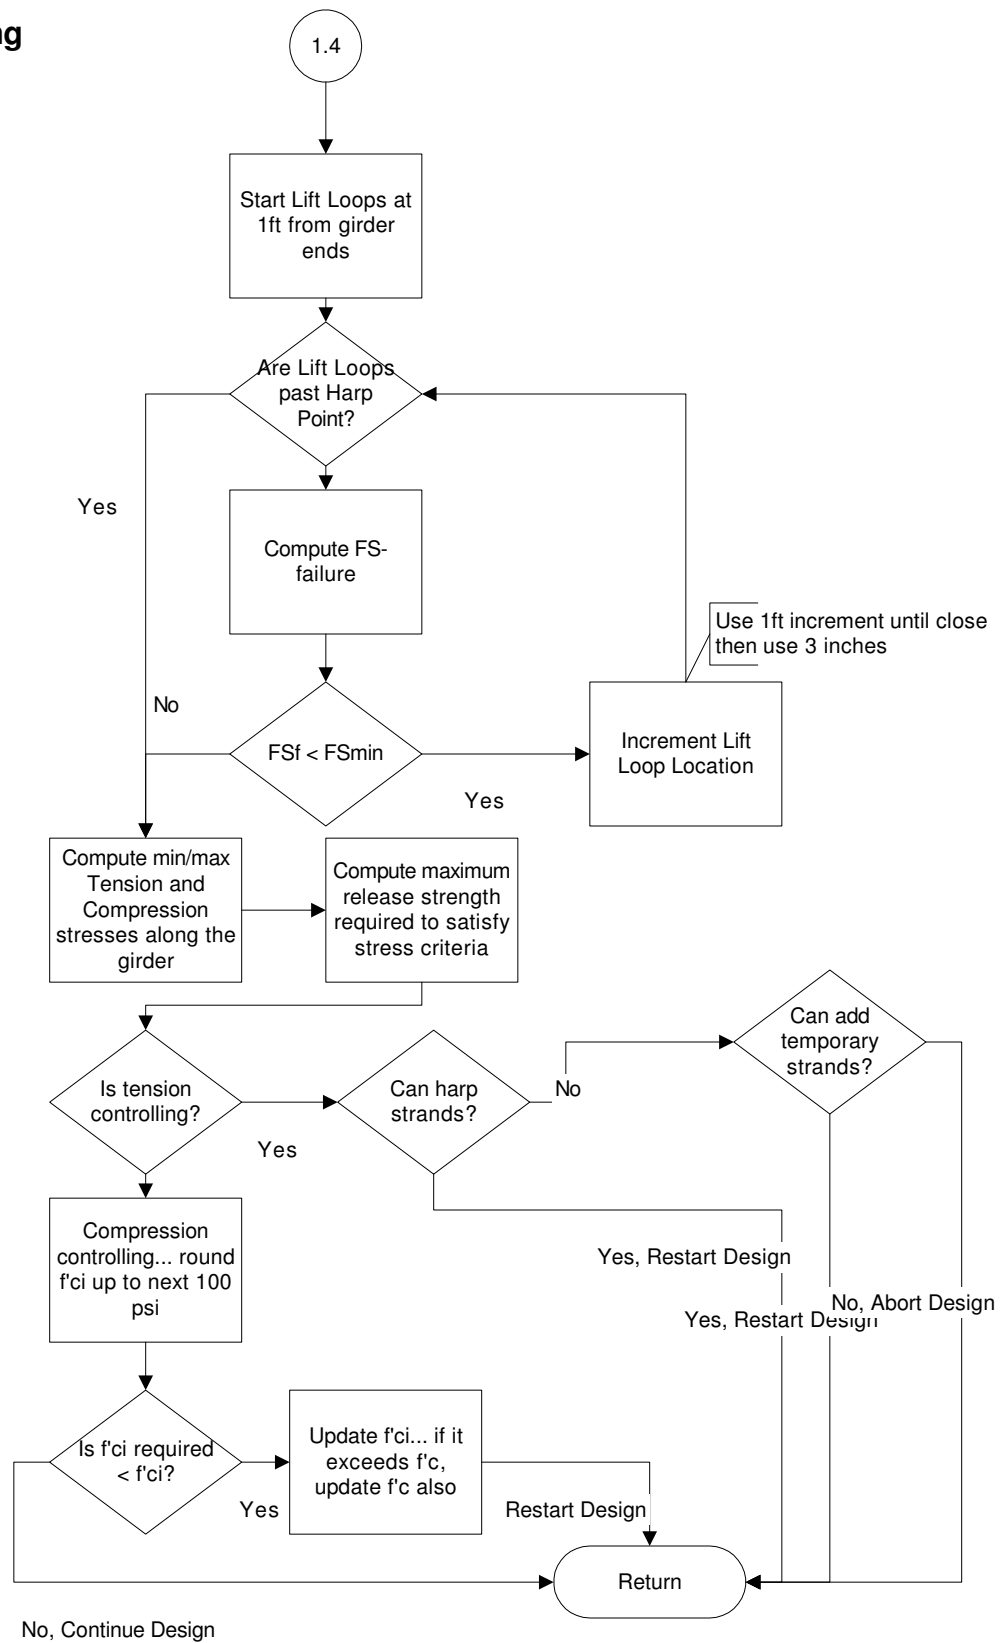 1.4
Start Lift Loops at
1ft from girder
ends
Are Lift Loops
past Harp
Point?
Yes
Compute FS-
failure
Use 1ft increment until close
then use 3 inches
No
FSf < FSmin
Yes
Increment Lift
Loop Location
Compute min/max
Tension and
Compression
stresses along the
girder
Compute maximum
release strength
required to satisfy
stress criteria
Can add
temporary
strands?
Is tension
controlling?
Yes
Can harp
strands?
No
Compression
controlling... round
f'ci up to next 100
psi
Yes, Restart Design
Yes, Restart Design
No, Abort Design
Is f'ci required
< f'ci?
Yes
Update f'ci... if it
exceeds f'c,
update f'c also
Restart Design
Return
No, Continue Design